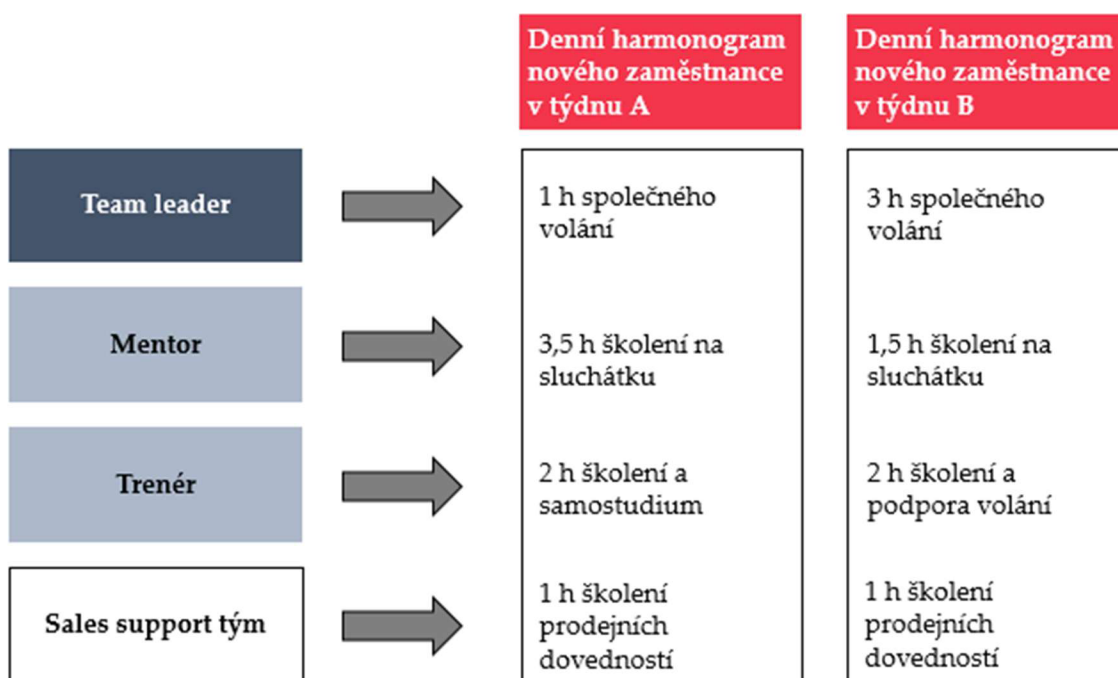 Denní harmonogram
nového zaměstnance
v týdnu A
Denní harmonogram
nového zaměstnance
v týdnu B
Team leader
1 h společného
volání
3 h společného
volání
Mentor
3,5 h školení na
sluchátku
1,5 h školení na
sluchátku
Trenér
2 h školení a
samostudium
2 h školení a
podpora volání
Sales support tým
1 h školení
prodejních
dovedností
1 h školení
prodejních
dovedností